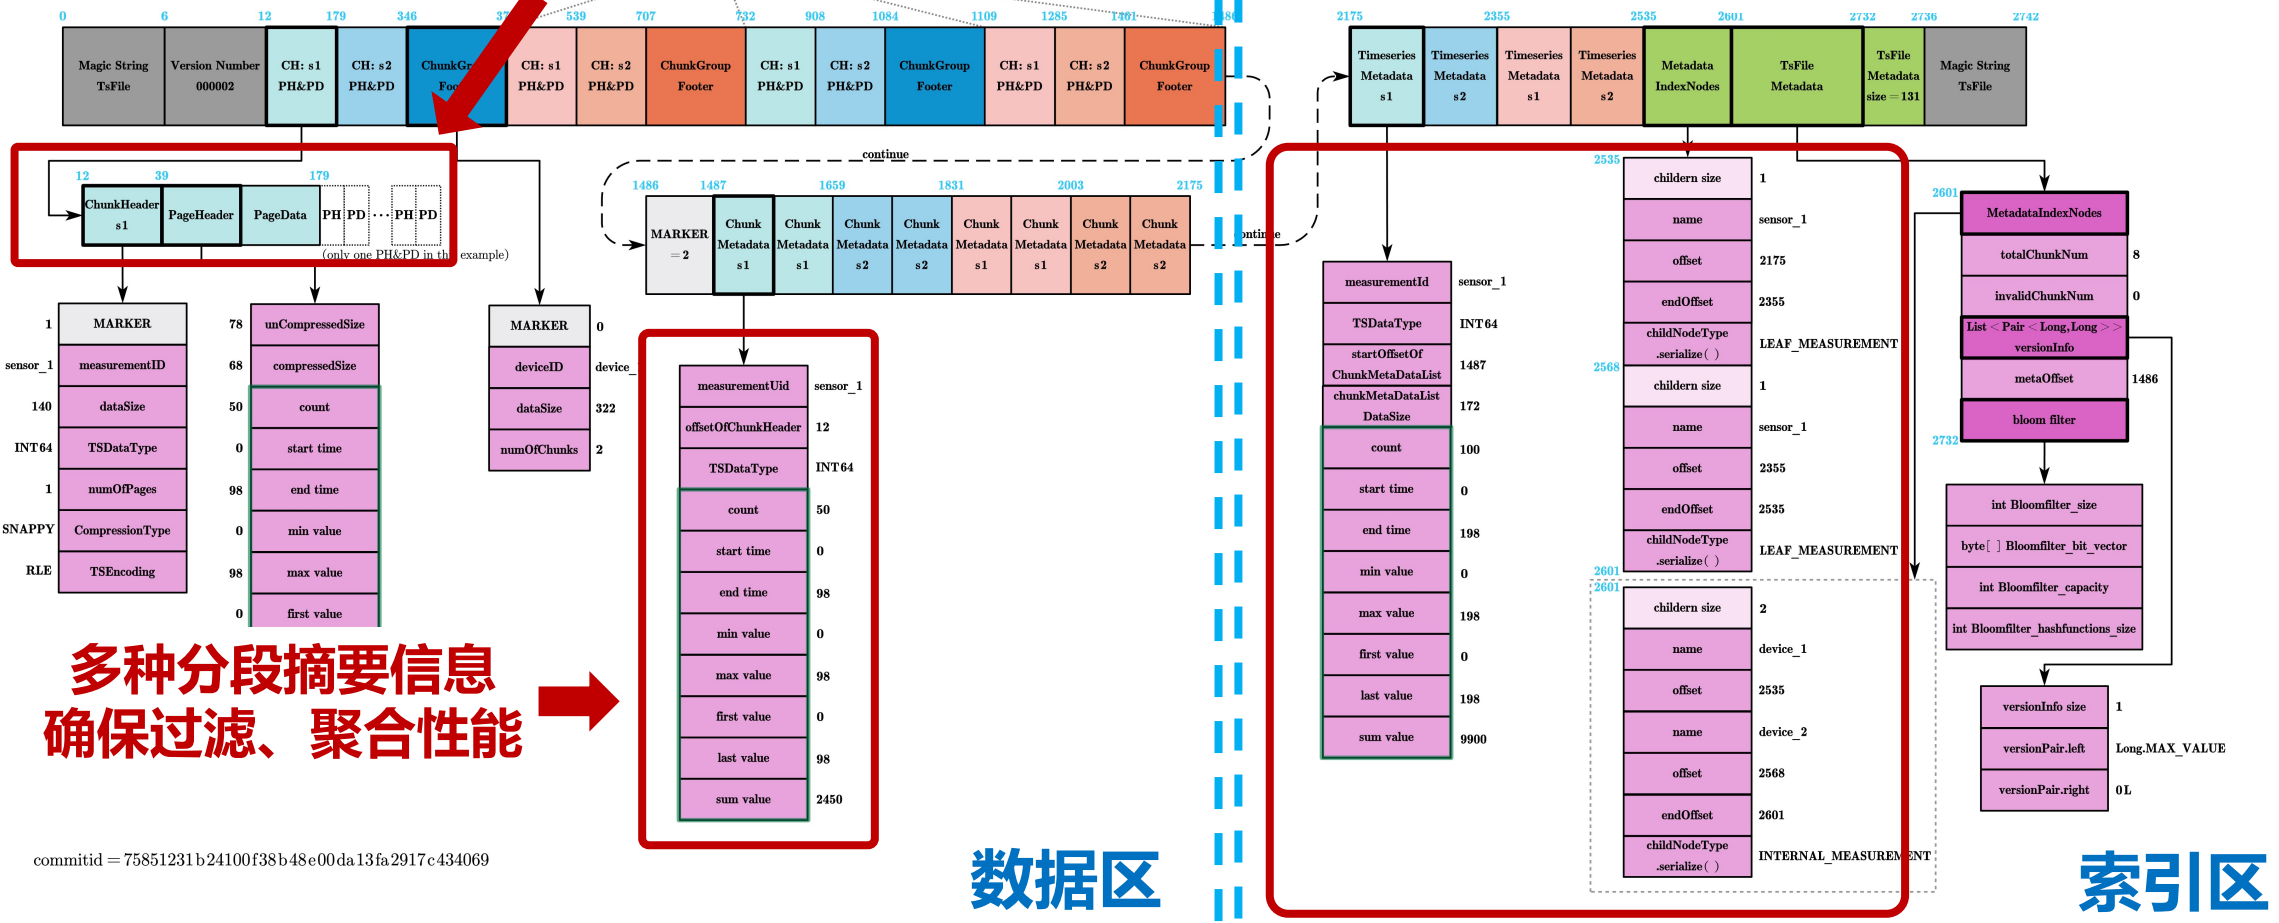 0 6 12 179 346 539 707 732 908 1084 1109 1285 1461
Magic String TsFile
Version Number 000002
CH: s1 PH&PD
CH: s2 PH&PD
CH: s1 PH&PD
CH: s2 PH&PD
ChunkGroup Footer
CH: s1 PH&PD
CH: s2 PH&PD
ChunkGroup Footer
CH: s1 PH&PD
CH: s2 PH&PD
ChunkGroup Footer
2175 2355 2535 2601 2732 2736 2742
Timeseries Metadata s1
Timeseries Metadata s2
Timeseries Metadata s1
Timeseries Metadata s2
Metadata IndexNodes
TsFile Metadata
TsFile Metadata size = 131
Magic String TsFile
continue
12 39 179
ChunkHeader s1
PageHeader
PageData
PH PD ··· PH PD
(only one PH&PD in this example)
1486 1487 1659 1831 2003 2175
MARKER = 2
Chunk Metadata s1
Chunk Metadata s1
Chunk Metadata s2
Chunk Metadata s2
Chunk Metadata s1
Chunk Metadata s1
Chunk Metadata s2
Chunk Metadata s2
1 MARKER
sensor_1 measurementID
140 dataSize
INT64 TSDataType
1 numOfPages
SNAPPY CompressionType
RLE TSEncoding
78 unCompressedSize
68 compressedSize
50 count
0 start time
98 end time
0 min value
98 max value
0 first value
MARKER 0
deviceID device_
dataSize 322
numOfChunks 2
measurementUid sensor_1
offsetOfChunkHeader 12
TSDataType INT64
count 50
start time 0
end time 98
min value 0
max value 98
first value 0
last value 98
sum value 2450
多种分段摘要信息
确保过滤、聚合性能
commitid = 75851231b24100f38b48e00da13fa2917c434069
数据区
measurementId sensor_1
TSDataType INT64
startOffsetOf ChunkMetaDataList 1487
chunkMetaDataList DataSize 172
count 100
start time 0
end time 198
min value 0
max value 198
first value 0
last value 198
sum value 9900
2535
childern size 1
name sensor_1
offset 2175
endOffset 2355
childNodeType .serialize( ) LEAF_MEASUREMENT
2568
childern size 1
name sensor_1
offset 2355
endOffset 2535
childNodeType .serialize( ) LEAF_MEASUREMENT
2601
2601
childern size 2
name device_1
offset 2535
name device_2
offset 2568
endOffset 2601
childNodeType .serialize( ) INTERNAL_MEASUREMENT
2601
MetadataIndexNodes
totalChunkNum 8
invalidChunkNum 0
List < Pair < Long, Long > > versionInfo
metaOffset 1486
bloom filter
2732
int Bloomfilter_size
byte[ ] Bloomfilter_bit_vector
int Bloomfilter_capacity
int Bloomfilter_hashfunctions_size
versionInfo size 1
versionPair.left Long.MAX_VALUE
versionPair.right 0L
索引区